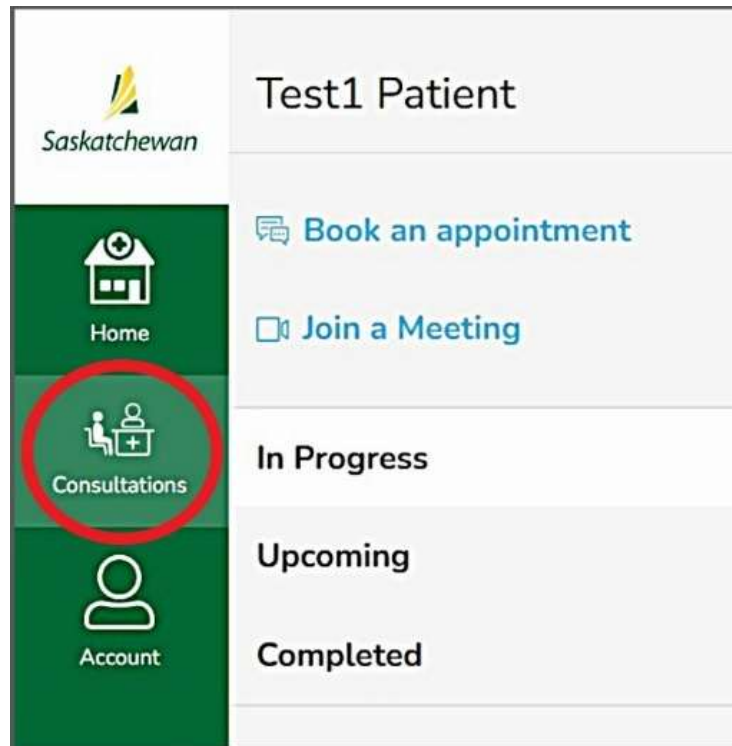 Saskatchewan
Home
Consultations
Account
Test1 Patient
Book an appointment
Join a Meeting
In Progress
Upcoming
Completed